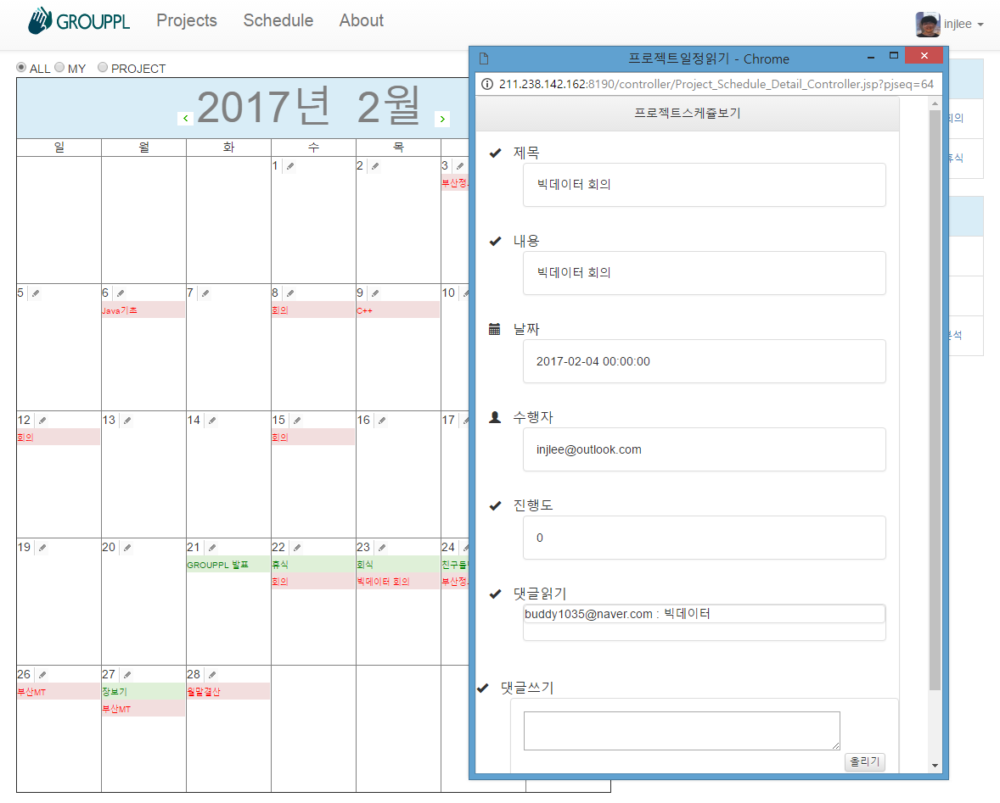 GROUPPL Projects Schedule About
injlee
ALL MY PROJECT
2017년 2월
일 월 화 수 목
1 2 3
부산정
5 6 7 8 9 10
Java기초 회의 C++
12 13 14 15 16 17
회의 회의
19 20 21 22 23 24
GROUPPL 발표 휴식 회식 친구들
회의 빅데이터 회의 부산정
26 27 28
부산MT 장보기 월말결산
부산MT
프로젝트일정읽기 - Chrome
211.238.142.162:8190/controller/Project_Schedule_Detail_Controller.jsp?pjseq=64
프로젝트스케쥴보기
제목
빅데이터 회의
내용
빅데이터 회의
날짜
2017-02-04 00:00:00
수행자
injlee@outlook.com
진행도
0
댓글읽기
buddy1035@naver.com : 빅데이터
댓글쓰기
올리기
회의
휴식
분석